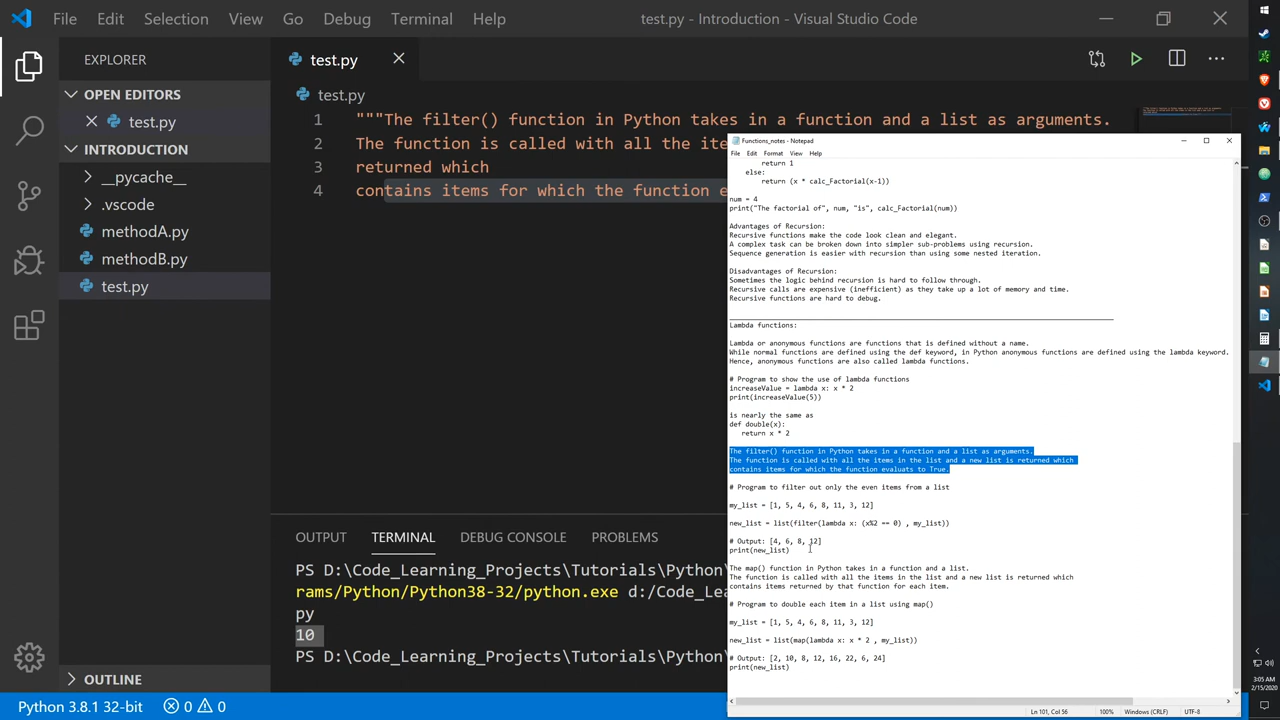 File
Edit
Selection
View
Go
Debug
Terminal
Help
test.py - Introduction - Visual Studio Code
EXPLORER
OPEN EDITORS
test.py
INTRODUCTION
__pycache__
.vscode
methodA.py
methodB.py
test.py
OUTLINE
test.py
test.py
1 """The filter() function in Python takes in a function and a list as arguments.
2 The function is called with all the items
3 returned which
4 contains items for which the function e
OUTPUT
TERMINAL
DEBUG CONSOLE
PROBLEMS
PS D:\Code_Learning_Projects\Tutorials\Python\
rams/Python/Python38-32/python.exe d:/Code_
py
10
PS D:\Code_Learning_Projects\Tutorials\Python\
Python 3.8.1 32-bit
0
0
Functions_notes - Notepad
File Edit Format View Help
return 1
else:
return (x * calc_Factorial(x-1))
num = 4
print("The factorial of", num, "is", calc_Factorial(num))
Advantages of Recursion:
Recursive functions make the code look clean and elegant.
A complex task can be broken down into simpler sub-problems using recursion.
Sequence generation is easier with recursion than using some nested iteration.
Disadvantages of Recursion:
Sometimes the logic behind recursion is hard to follow through.
Recursive calls are expensive (inefficient) as they take up a lot of memory and time.
Recursive functions are hard to debug.
Lambda functions:
Lambda or anonymous functions are functions that is defined without a name.
While normal functions are defined using the def keyword, in Python anonymous functions are defined using the lambda keyword.
Hence, anonymous functions are also called lambda functions.
# Program to show the use of lambda functions
increaseValue = lambda x: x * 2
print(increaseValue(5))
is nearly the same as
def double(x):
return x * 2
The filter() function in Python takes in a function and a list as arguments.
The function is called with all the items in the list and a new list is returned which
contains items for which the function evaluats to True.
# Program to filter out only the even items from a list
my_list = [1, 5, 4, 6, 8, 11, 3, 12]
new_list = list(filter(lambda x: (x%2 == 0) , my_list))
# Output: [4, 6, 8, 12]
print(new_list)
The map() function in Python takes in a function and a list.
The function is called with all the items in the list and a new list is returned which
contains items returned by that function for each item.
# Program to double each item in a list using map()
my_list = [1, 5, 4, 6, 8, 11, 3, 12]
new_list = list(map(lambda x: x * 2 , my_list))
# Output: [2, 10, 8, 12, 16, 22, 6, 24]
print(new_list)
Ln 101, Col 56
100%
Windows (CRLF)
UTF-8
3:05 AM
2/15/2020